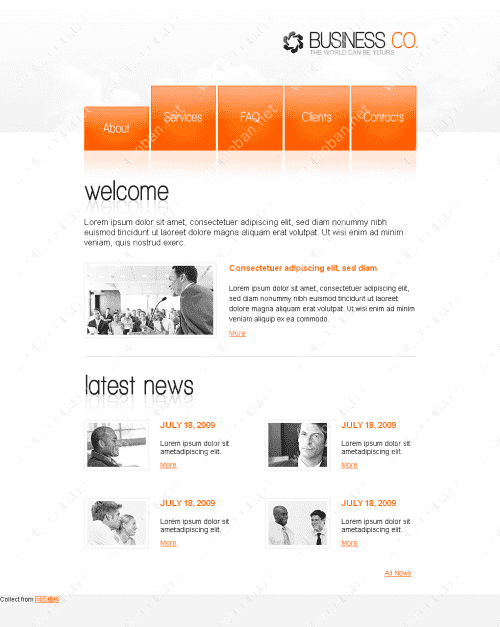 BUSINESS CO.
THE WORLD CAN BE YOURS
About
Services
FAQ
Clients
Contacts
welcome
Lorem ipsum dolor sit amet, consectetuer adipiscing elit, sed diam nonummy nibh
euismod tincidunt ut laoreet dolore magna aliquam erat volutpat. Ut wisi enim ad minim
veniam, quis nostrud exerc.
Consectetuer adipiscing elit, sed diam
Lorem ipsum dolor sit amet, consectetuer adipiscing elit,
sed diam nonummy nibh euismod tincidunt ut laoreet
dolore magna aliquam erat volutpat. Ut wisi enim ad minim
veniam aliquip ex ea commodo.
More
latest news
JULY 18, 2009
Lorem ipsum dolor sit
ametadipiscing elit.
More
JULY 18, 2009
Lorem ipsum dolor sit
ametadipiscing elit.
More
JULY 18, 2009
Lorem ipsum dolor sit
ametadipiscing elit.
More
JULY 18, 2009
Lorem ipsum dolor sit
ametadipiscing elit.
More
All News
Collect from 网页模板